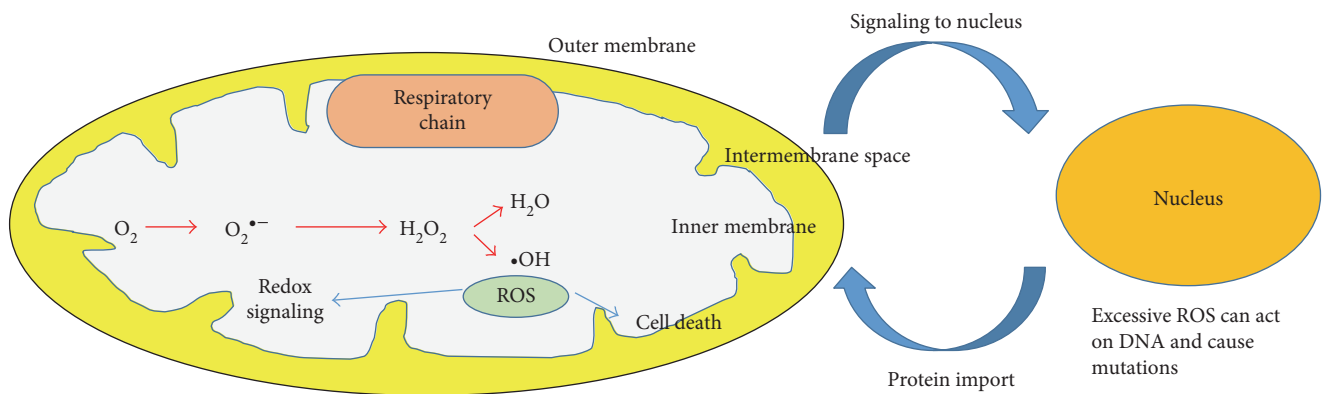 Signaling to nucleus
Outer membrane
Respiratory
chain
Intermembrane space
Nucleus
H₂O
O₂
O₂•−
H₂O₂
Inner membrane
•OH
Redox
signaling
ROS
Cell death
Excessive ROS can act
on DNA and cause
mutations
Protein import